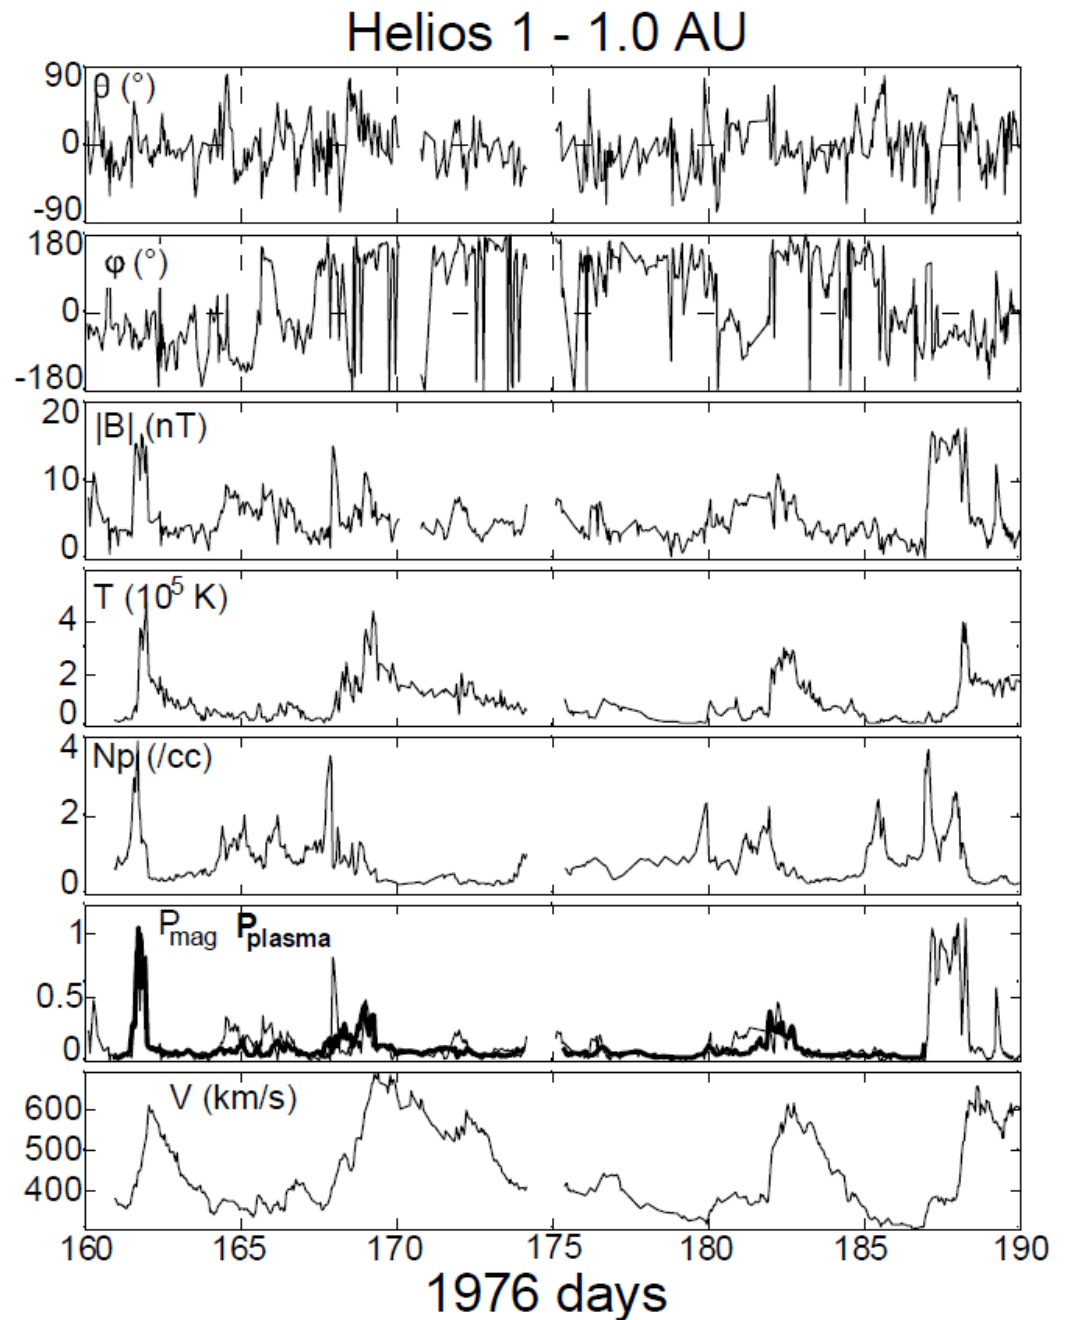 Helios 1 - 1.0 AU
90
θ (°)
0
-90
180
φ (°)
0
-180
20
|B| (nT)
10
0
T (10⁵ K)
4
2
0
4
Np (/cc)
2
0
Pmag Pplasma
1
0.5
0
V (km/s)
600
500
400
160 165 170 175 180 185 190
1976 days